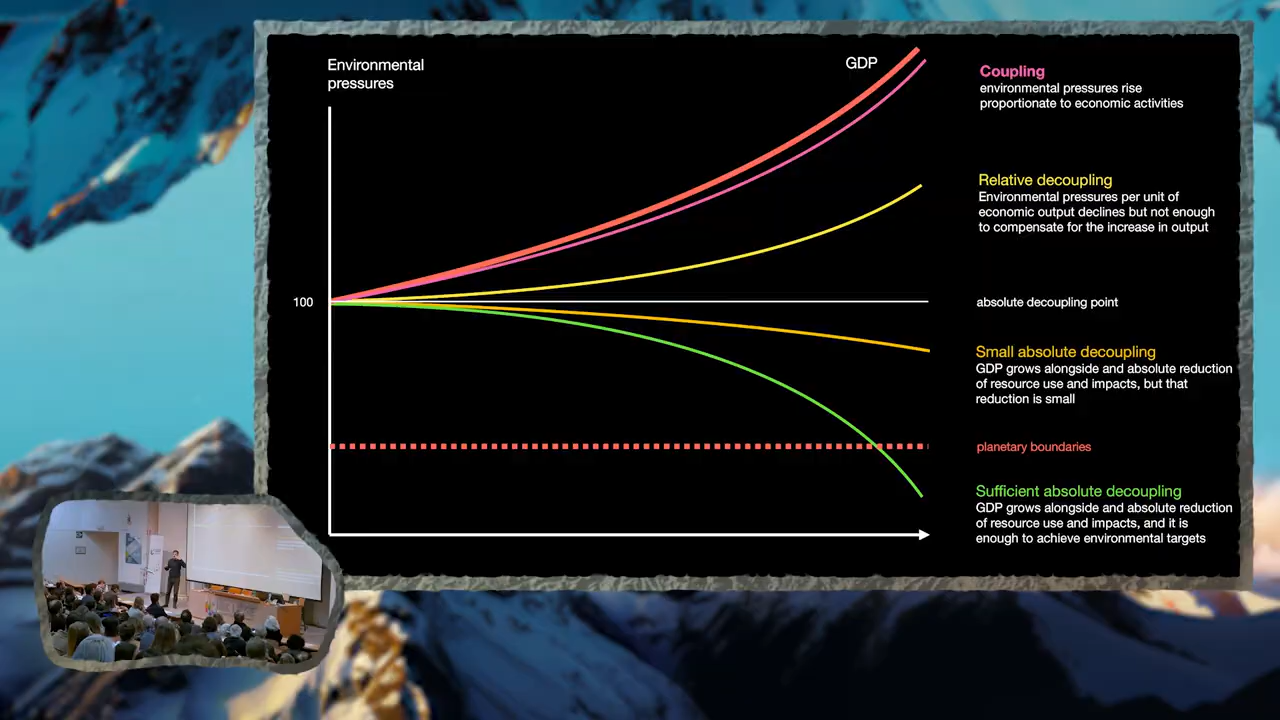 Environmental
pressures
GDP
Coupling
environmental pressures rise
proportionate to economic activities
Relative decoupling
Environmental pressures per unit of
economic output declines but not enough
to compensate for the increase in output
100
absolute decoupling point
Small absolute decoupling
GDP grows alongside and absolute reduction
of resource use and impacts, but that
reduction is small
planetary boundaries
Sufficient absolute decoupling
GDP grows alongside and absolute reduction
of resource use and impacts, and it is
enough to achieve environmental targets